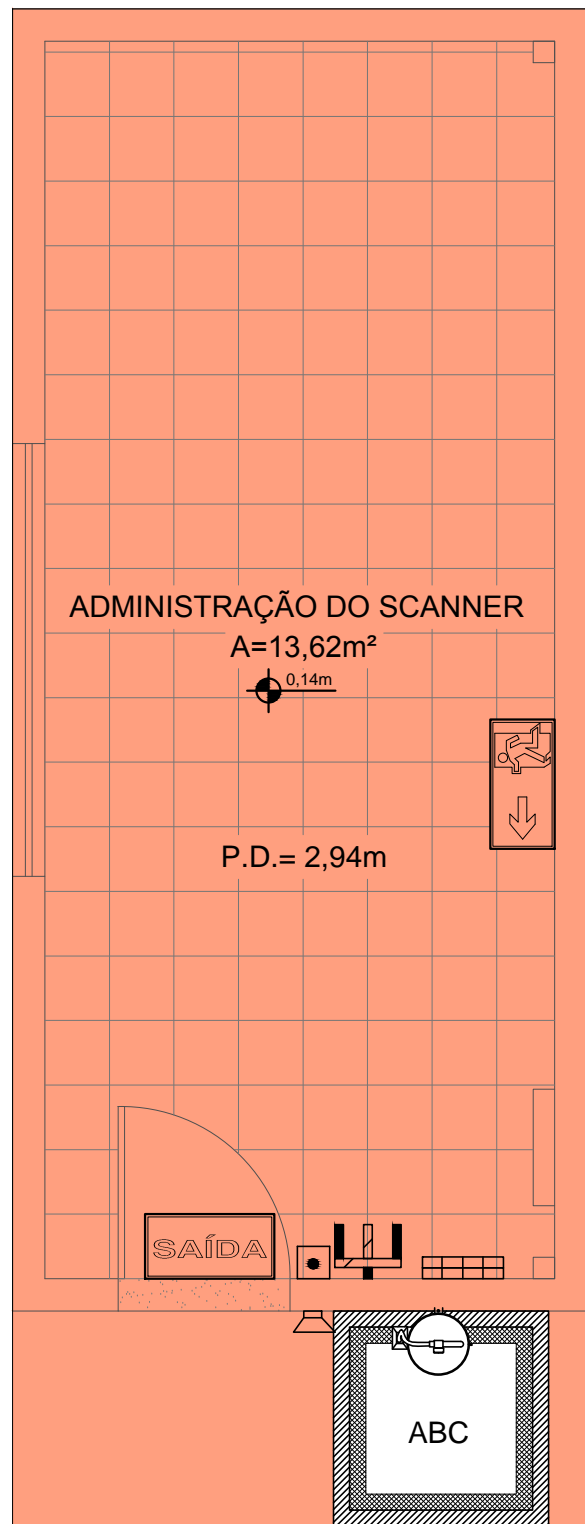 ADMINISTRAÇÃO DO SCANNER
A=13,62m²
0,14m
P.D.= 2,94m
SAÍDA
ABC